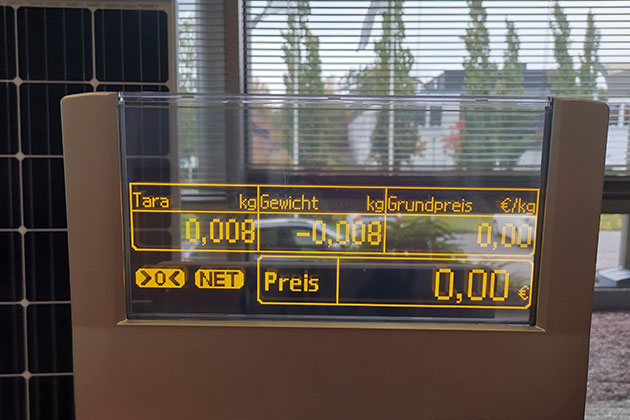 Tara kg Gewicht kg Grundpreis €/kg
0,008 -0,008 0,00
>0< NET Preis 0,00 €